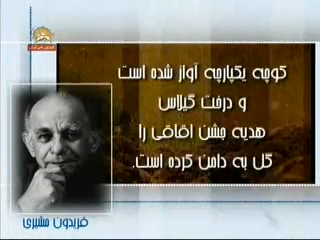 کوچه یکپارچه آواز شده است
و درخت گیلاس
هدیه جشن اقاقی را
گل به دامن کرده است.
فریدون مشیری